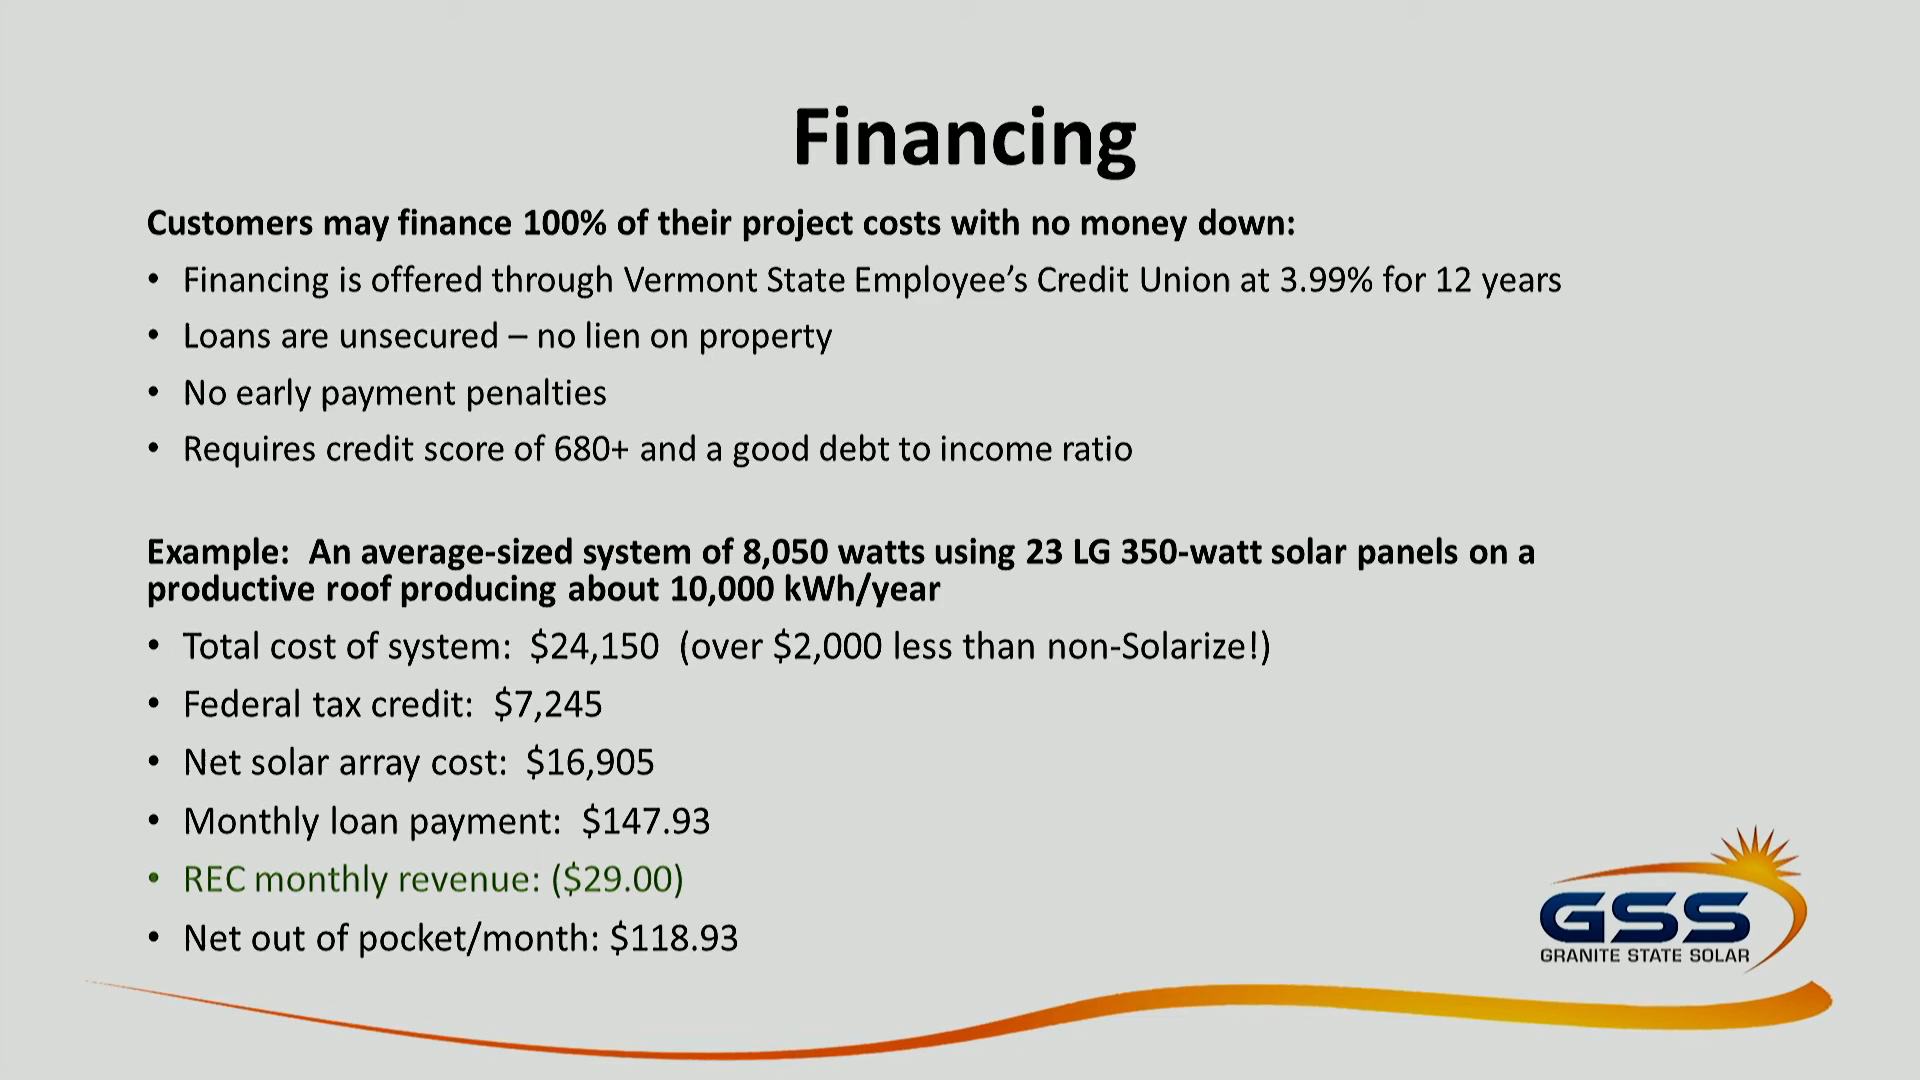 Financing
Customers may finance 100% of their project costs with no money down:
• Financing is offered through Vermont State Employee’s Credit Union at 3.99% for 12 years
• Loans are unsecured – no lien on property
• No early payment penalties
• Requires credit score of 680+ and a good debt to income ratio
Example:  An average-sized system of 8,050 watts using 23 LG 350-watt solar panels on a
productive roof producing about 10,000 kWh/year
• Total cost of system:  $24,150  (over $2,000 less than non-Solarize!)
• Federal tax credit:  $7,245
• Net solar array cost:  $16,905
• Monthly loan payment:  $147.93
• REC monthly revenue: ($29.00)
• Net out of pocket/month: $118.93
GSS
GRANITE STATE SOLAR